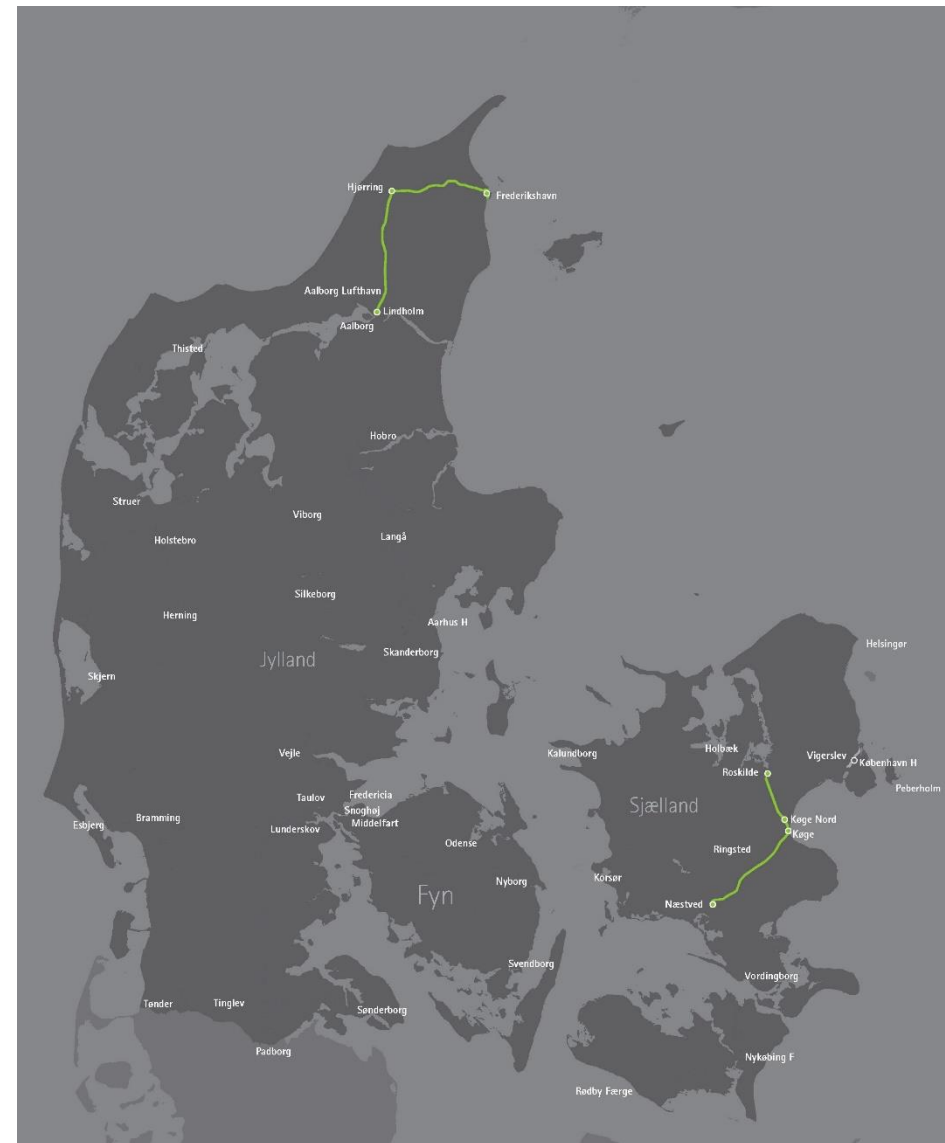 Hjørring
Frederikshavn
Aalborg Lufthavn
Lindholm
Aalborg
Thisted
Hobro
Struer
Viborg
Holstebro
Langå
Silkeborg
Herning
Aarhus H
Helsingør
Jylland
Skanderborg
Skjern
Vejle
Kalundborg
Holbæk
Vigerslev
København H
Roskilde
Peberholm
Taulov
Fredericia
Sjælland
Snoghøj
Esbjerg
Bramming
Middelfart
Køge Nord
Lunderskov
Køge
Odense
Ringsted
Nyborg
Korsør
Fyn
Næstved
Svendborg
Vordingborg
Tønder
Tinglev
Sønderborg
Padborg
Nykøbing F
Rødby Færge